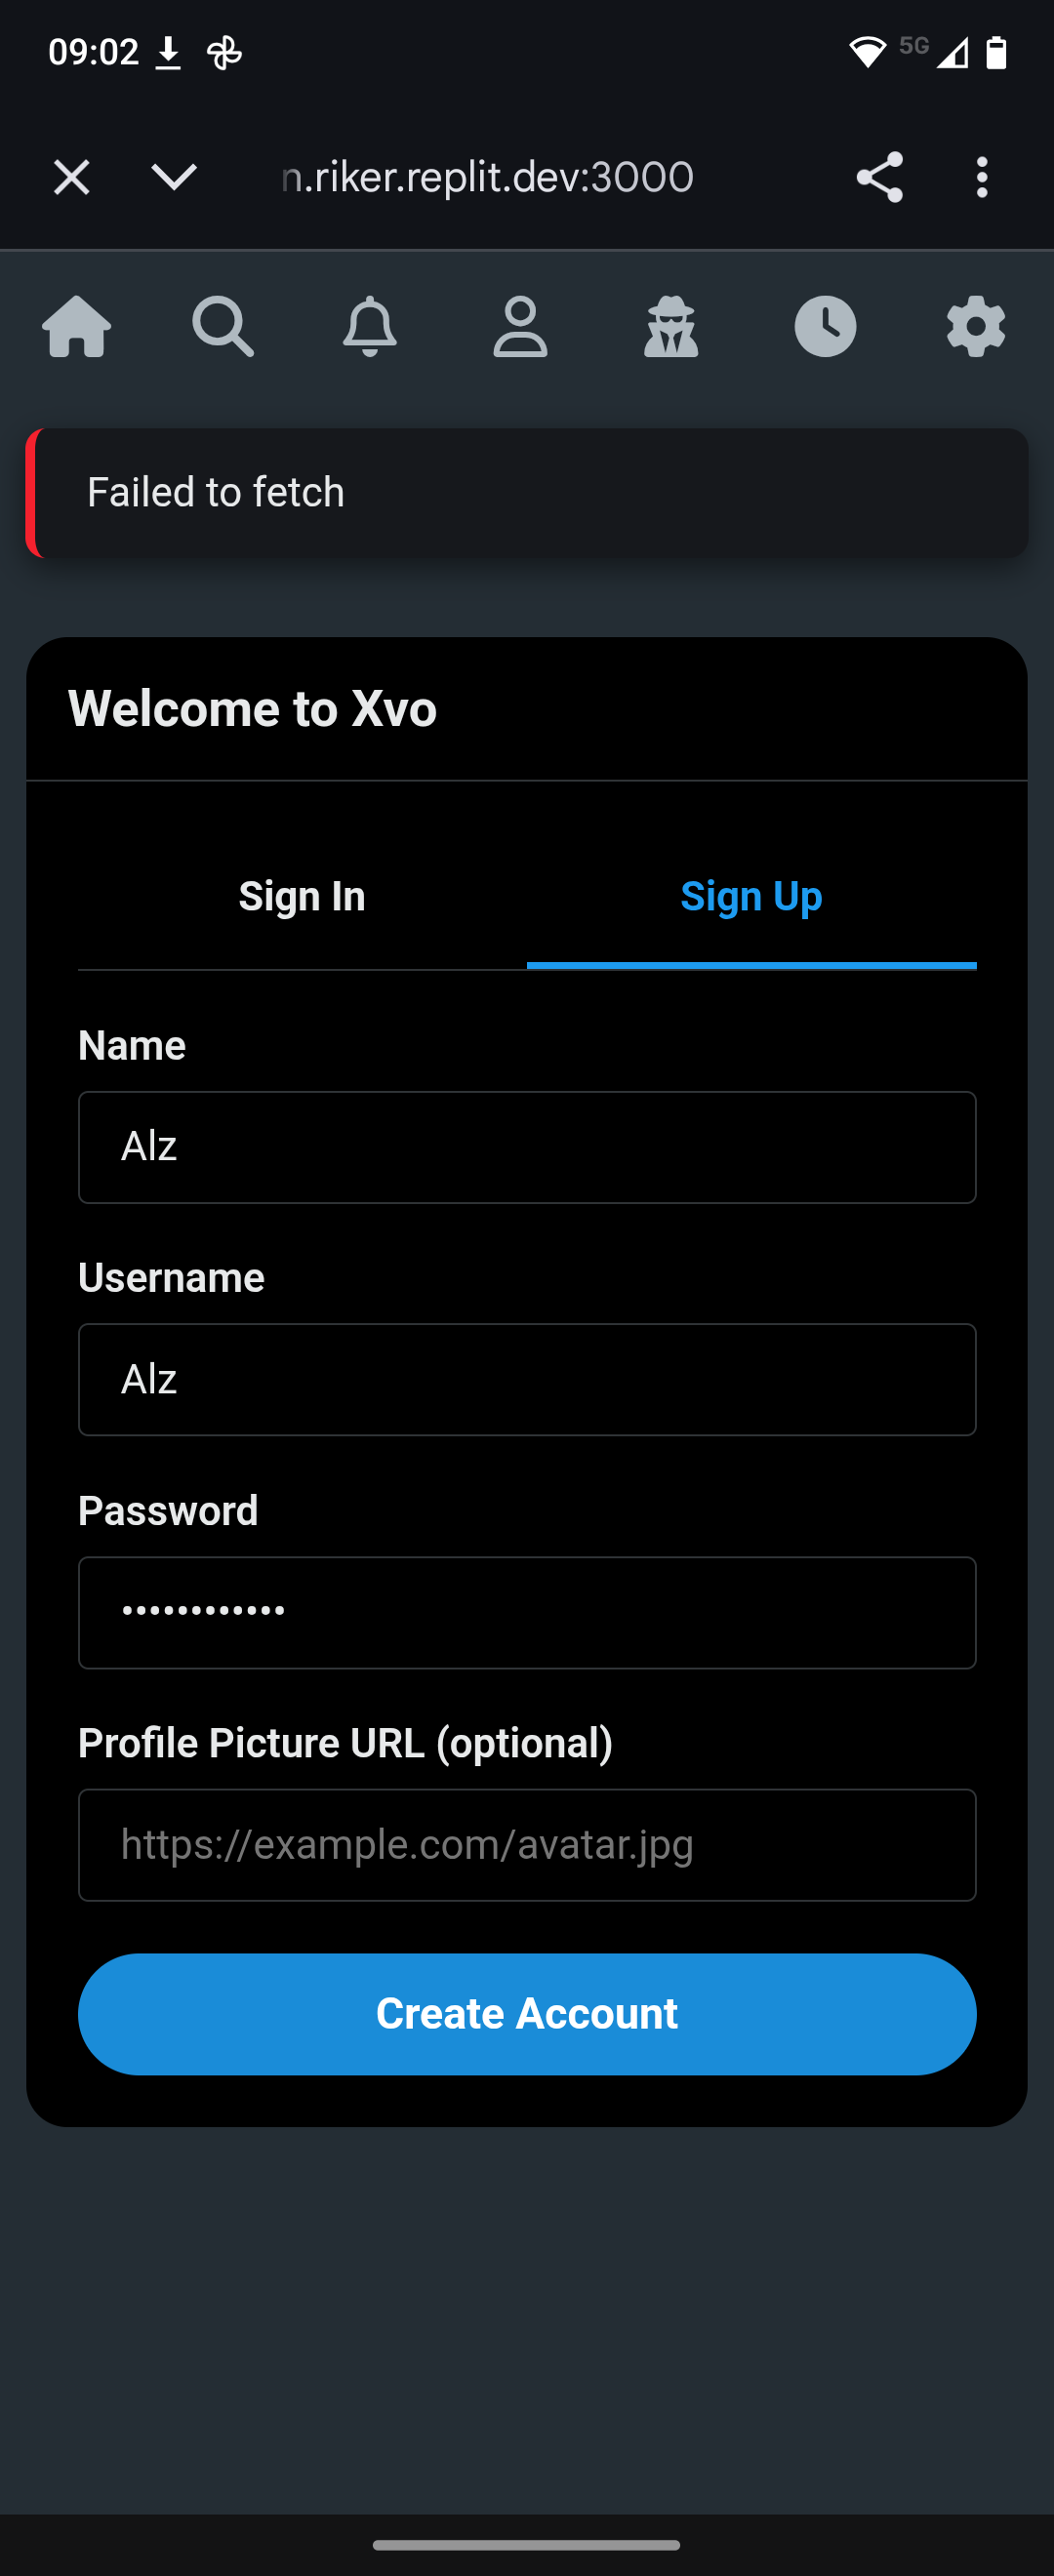 09:02
5G
n.riker.replit.dev:3000
Failed to fetch
Welcome to Xvo
Sign In
Sign Up
Name
Alz
Username
Alz
Password
••••••••••••
Profile Picture URL (optional)
https://example.com/avatar.jpg
Create Account